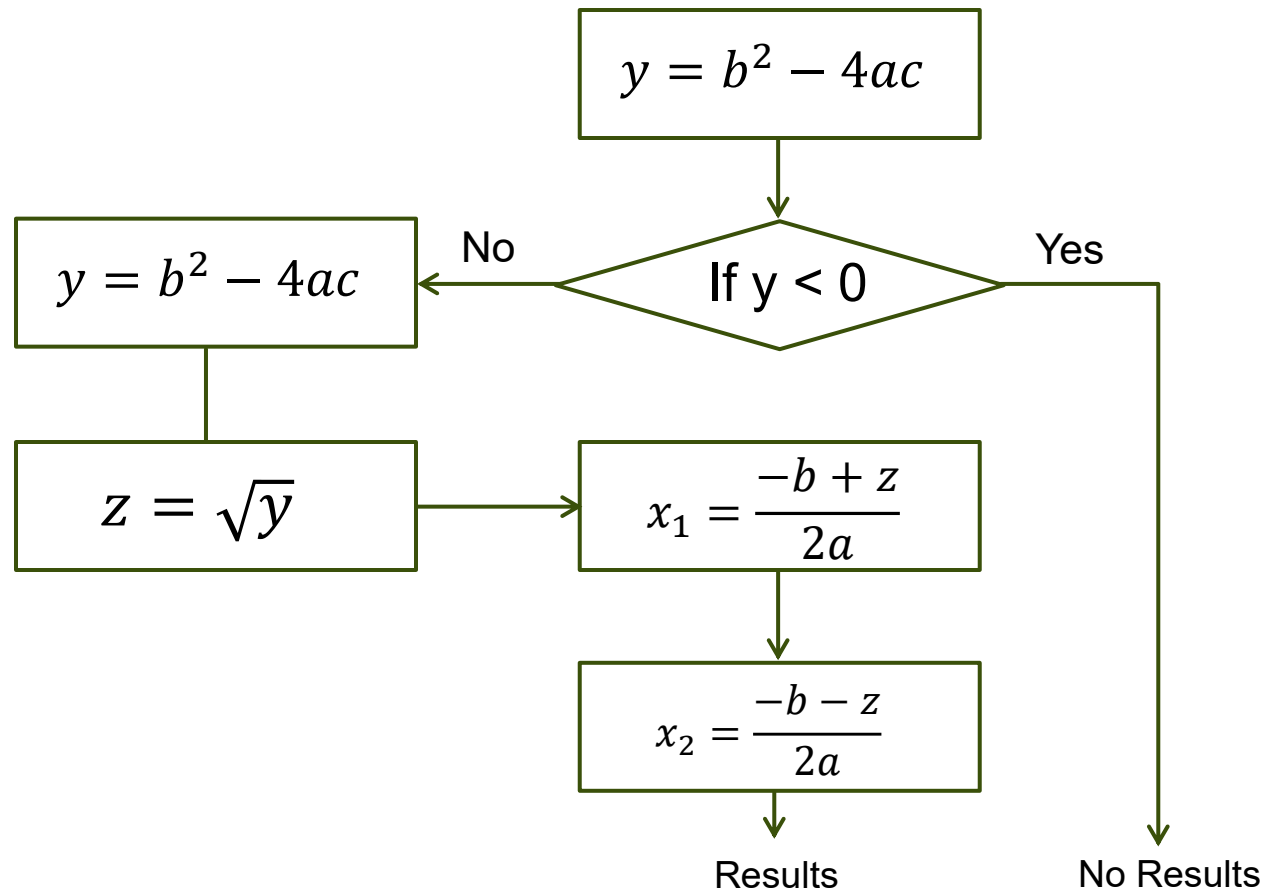 y = b² − 4ac
If y < 0
No
Yes
y = b² − 4ac
z = √y
x₁ = (−b + z) / 2a
x₂ = (−b − z) / 2a
Results
No Results